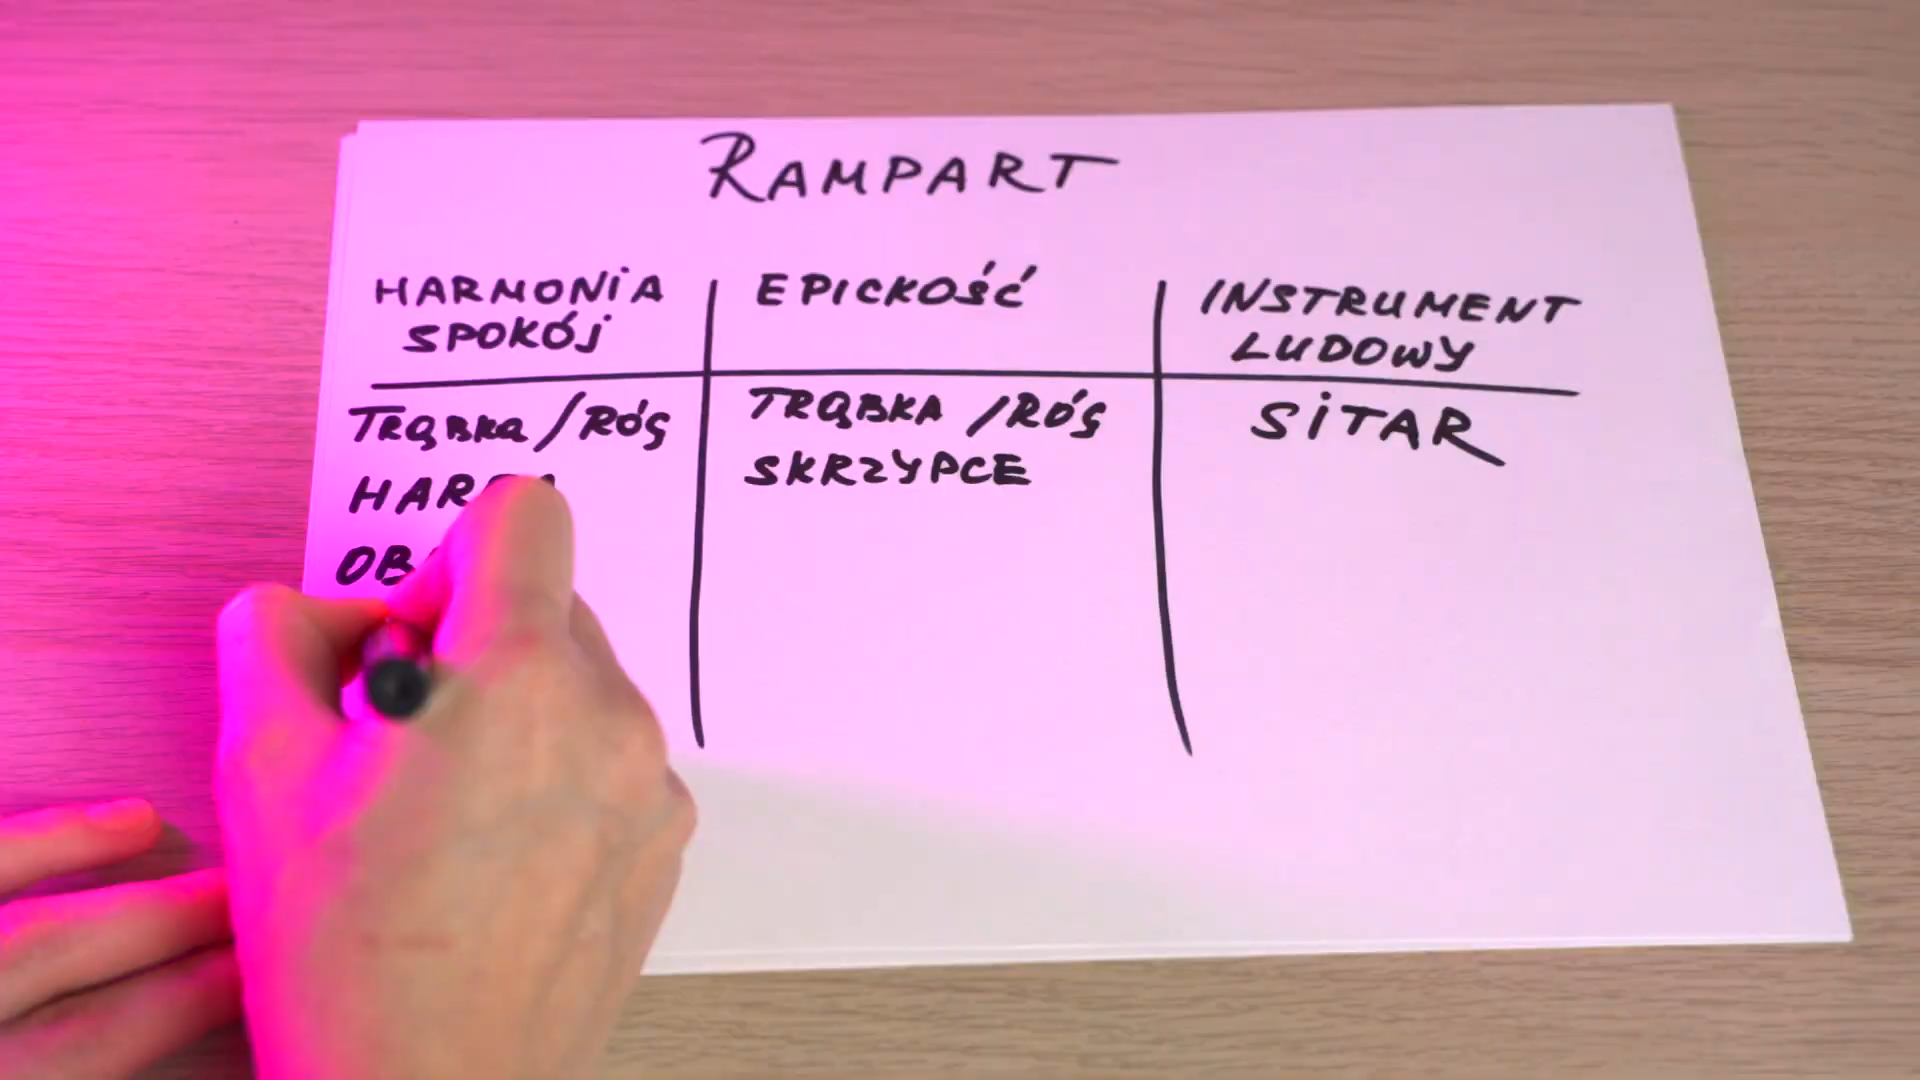 RAMPART
HARMONIA
SPOKÓJ
EPICKOŚĆ
INSTRUMENT
LUDOWY
TRĄBKA/RÓG
TRĄBKA/RÓG
SKRZYPCE
SITAR